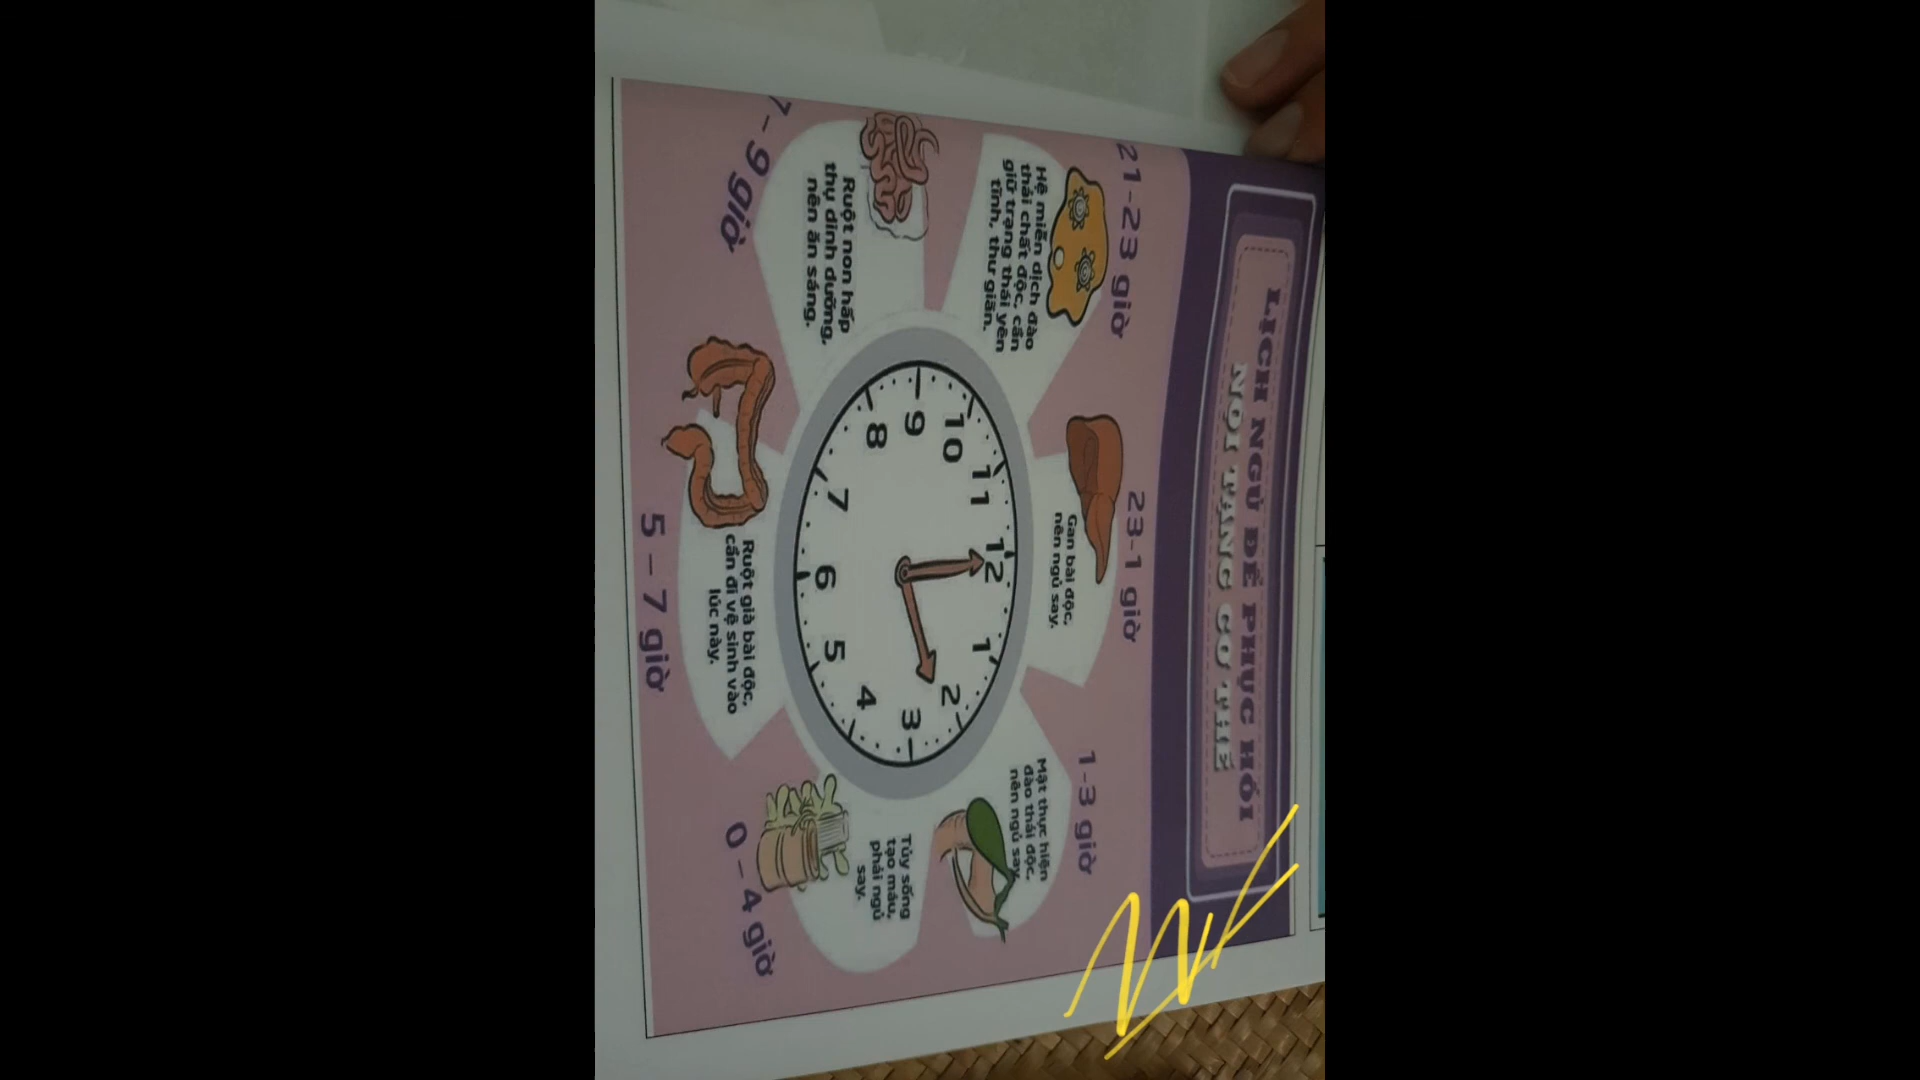 LỊCH NGỦ ĐỂ PHỤC HỒI
NỘI TẠNG CƠ THỂ
21-23 giờ
Hệ miễn dịch đào
thải chất độc, cần
giữ trạng thái yên
tĩnh, thư giãn.
23-1 giờ
Gan bài độc,
nên ngủ say.
1-3 giờ
Mật thực hiện
đào thải độc,
nên ngủ say.
0 – 4 giờ
Tủy sống
tạo máu,
phải ngủ
say.
5 – 7 giờ
Ruột già bài độc,
cần đi vệ sinh vào
lúc này.
7 – 9 giờ
Ruột non hấp
thụ dinh dưỡng,
nên ăn sáng.
12
1
2
3
4
5
6
7
8
9
10
11